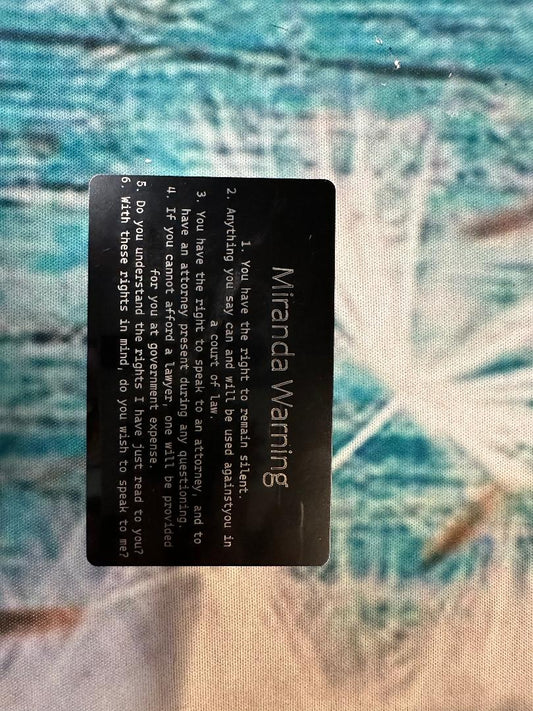 Miranda Warning
1. You have the right to remain silent.
2. Anything you say can and will be used againstyou in
a court of law.
3. You have the right to speak to an attorney, and to
have an attorney present during any questioning.
4. If you cannot afford a lawyer, one will be provided
for you at government expense.
5. Do you understand the rights I have just read to you?
6. With these rights in mind, do you wish to speak to me?